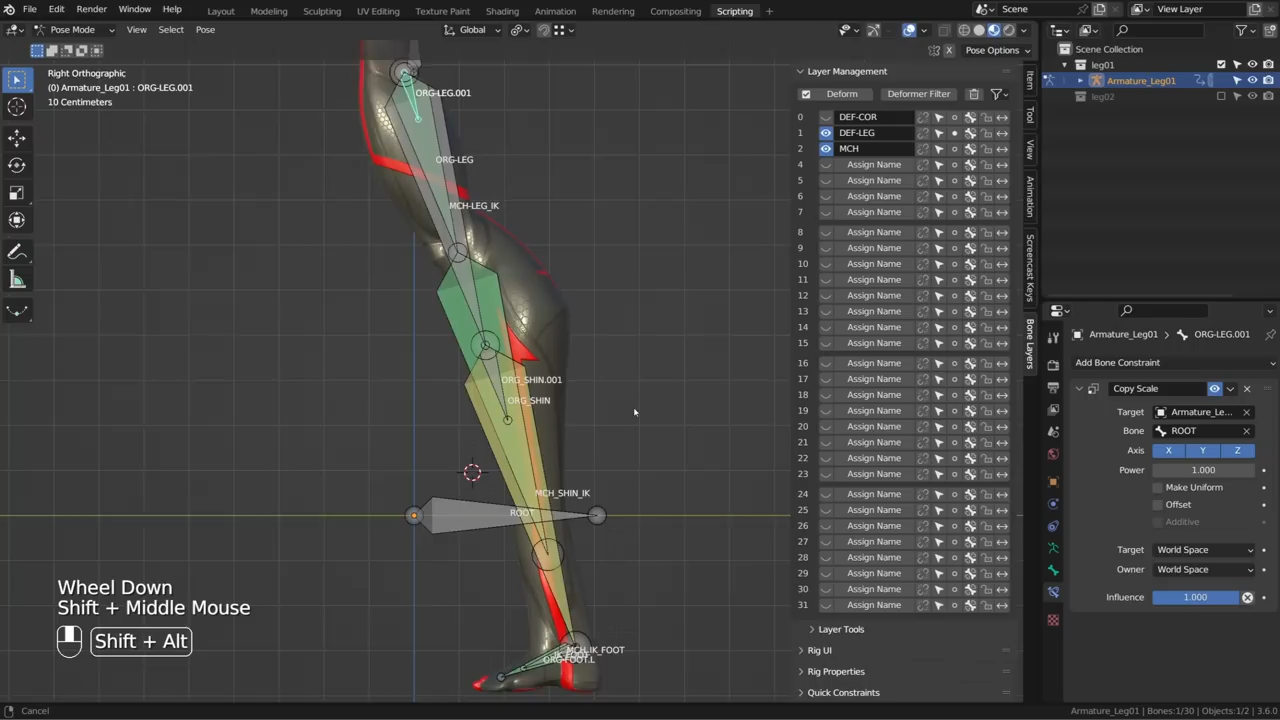 File Edit Render Window Help
Layout Modeling Sculpting UV Editing Texture Paint Shading Animation Rendering Compositing Scripting +
Scene
View Layer
Pose Mode View Select Pose
Global
X Pose Options
Right Orthographic
(0) Armature_Leg01 : ORG-LEG.001
10 Centimeters
ORG-LEG.001
ORG-LEG
MCH-LEG_IK
ORG_SHIN.001
ORG_SHIN
MCH_SHIN_IK
ROOT
MCH-IK_FOOT
ORG-FOOT.L
Wheel Down
Shift + Middle Mouse
Shift + Alt
Layer Management
Deform Deformer Filter
0 DEF-COR
1 DEF-LEG
2 MCH
4 Assign Name
5 Assign Name
6 Assign Name
7 Assign Name
8 Assign Name
9 Assign Name
10 Assign Name
11 Assign Name
12 Assign Name
13 Assign Name
14 Assign Name
15 Assign Name
16 Assign Name
17 Assign Name
18 Assign Name
19 Assign Name
20 Assign Name
21 Assign Name
22 Assign Name
23 Assign Name
24 Assign Name
25 Assign Name
26 Assign Name
27 Assign Name
28 Assign Name
29 Assign Name
30 Assign Name
31 Assign Name
Layer Tools
Rig UI
Rig Properties
Quick Constraints
Item
Tool
View
Animation
Screencast Keys
Bone Layers
Scene Collection
leg01
Armature_Leg01
leg02
Armature_Leg01 > ORG-LEG.001
Add Bone Constraint
Copy Scale
Target Armature_Le...
Bone ROOT
Axis X Y Z
Power 1.000
Make Uniform
Offset
Additive
Target World Space
Owner World Space
Influence 1.000
Cancel
Armature_Leg01 | Bones:1/30 | Objects:1/2 | 3.6.0